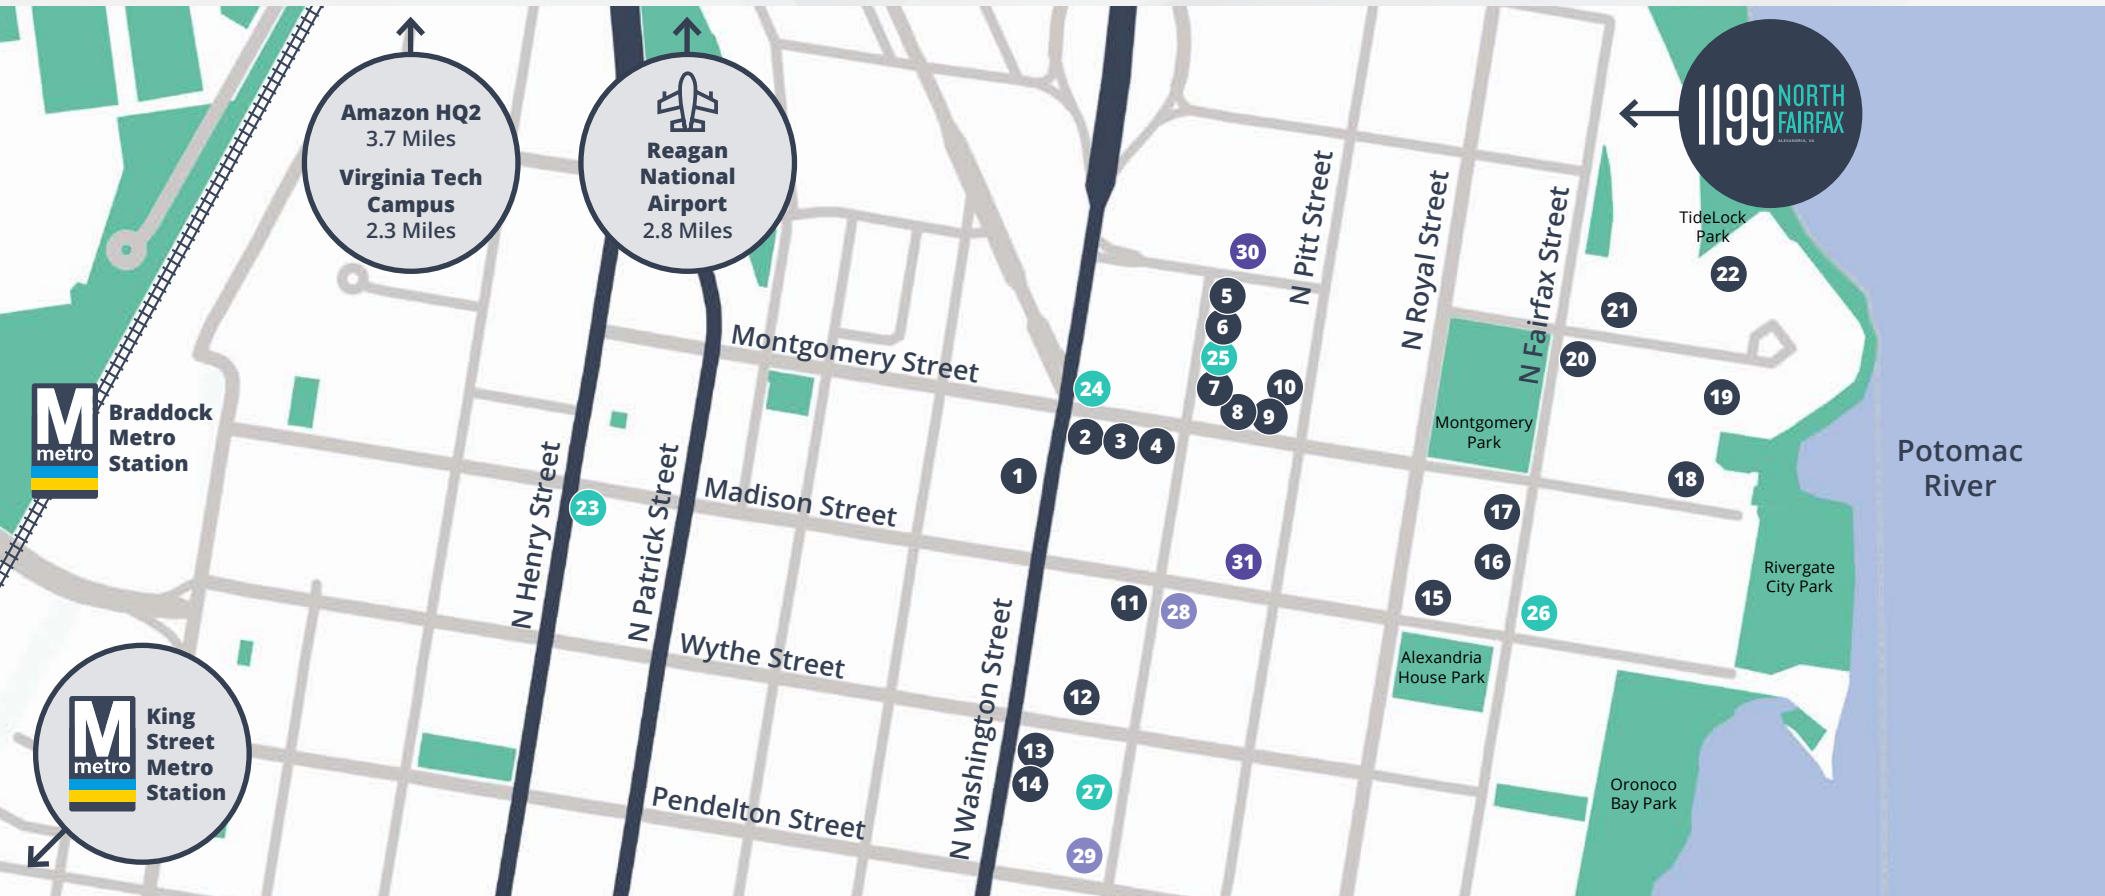 Amazon HQ2
3.7 Miles
Virginia Tech
Campus
2.3 Miles
Reagan
National
Airport
2.8 Miles
1199 NORTH
FAIRFAX
TideLock
Park
N Pitt Street
N Royal Street
N Fairfax Street
30
22
5
21
6
25
20
Montgomery Street
24
7
10
19
8
9
M
metro
Braddock
Metro
Station
Montgomery
Park
2
3
4
Potomac
River
1
18
N Henry Street
N Patrick Street
Madison Street
23
17
31
16
Rivergate
City Park
11
28
15
26
N Washington Street
Wythe Street
Alexandria
House Park
12
M
metro
King
Street
Metro
Station
13
14
27
Oronoco
Bay Park
Pendelton Street
29